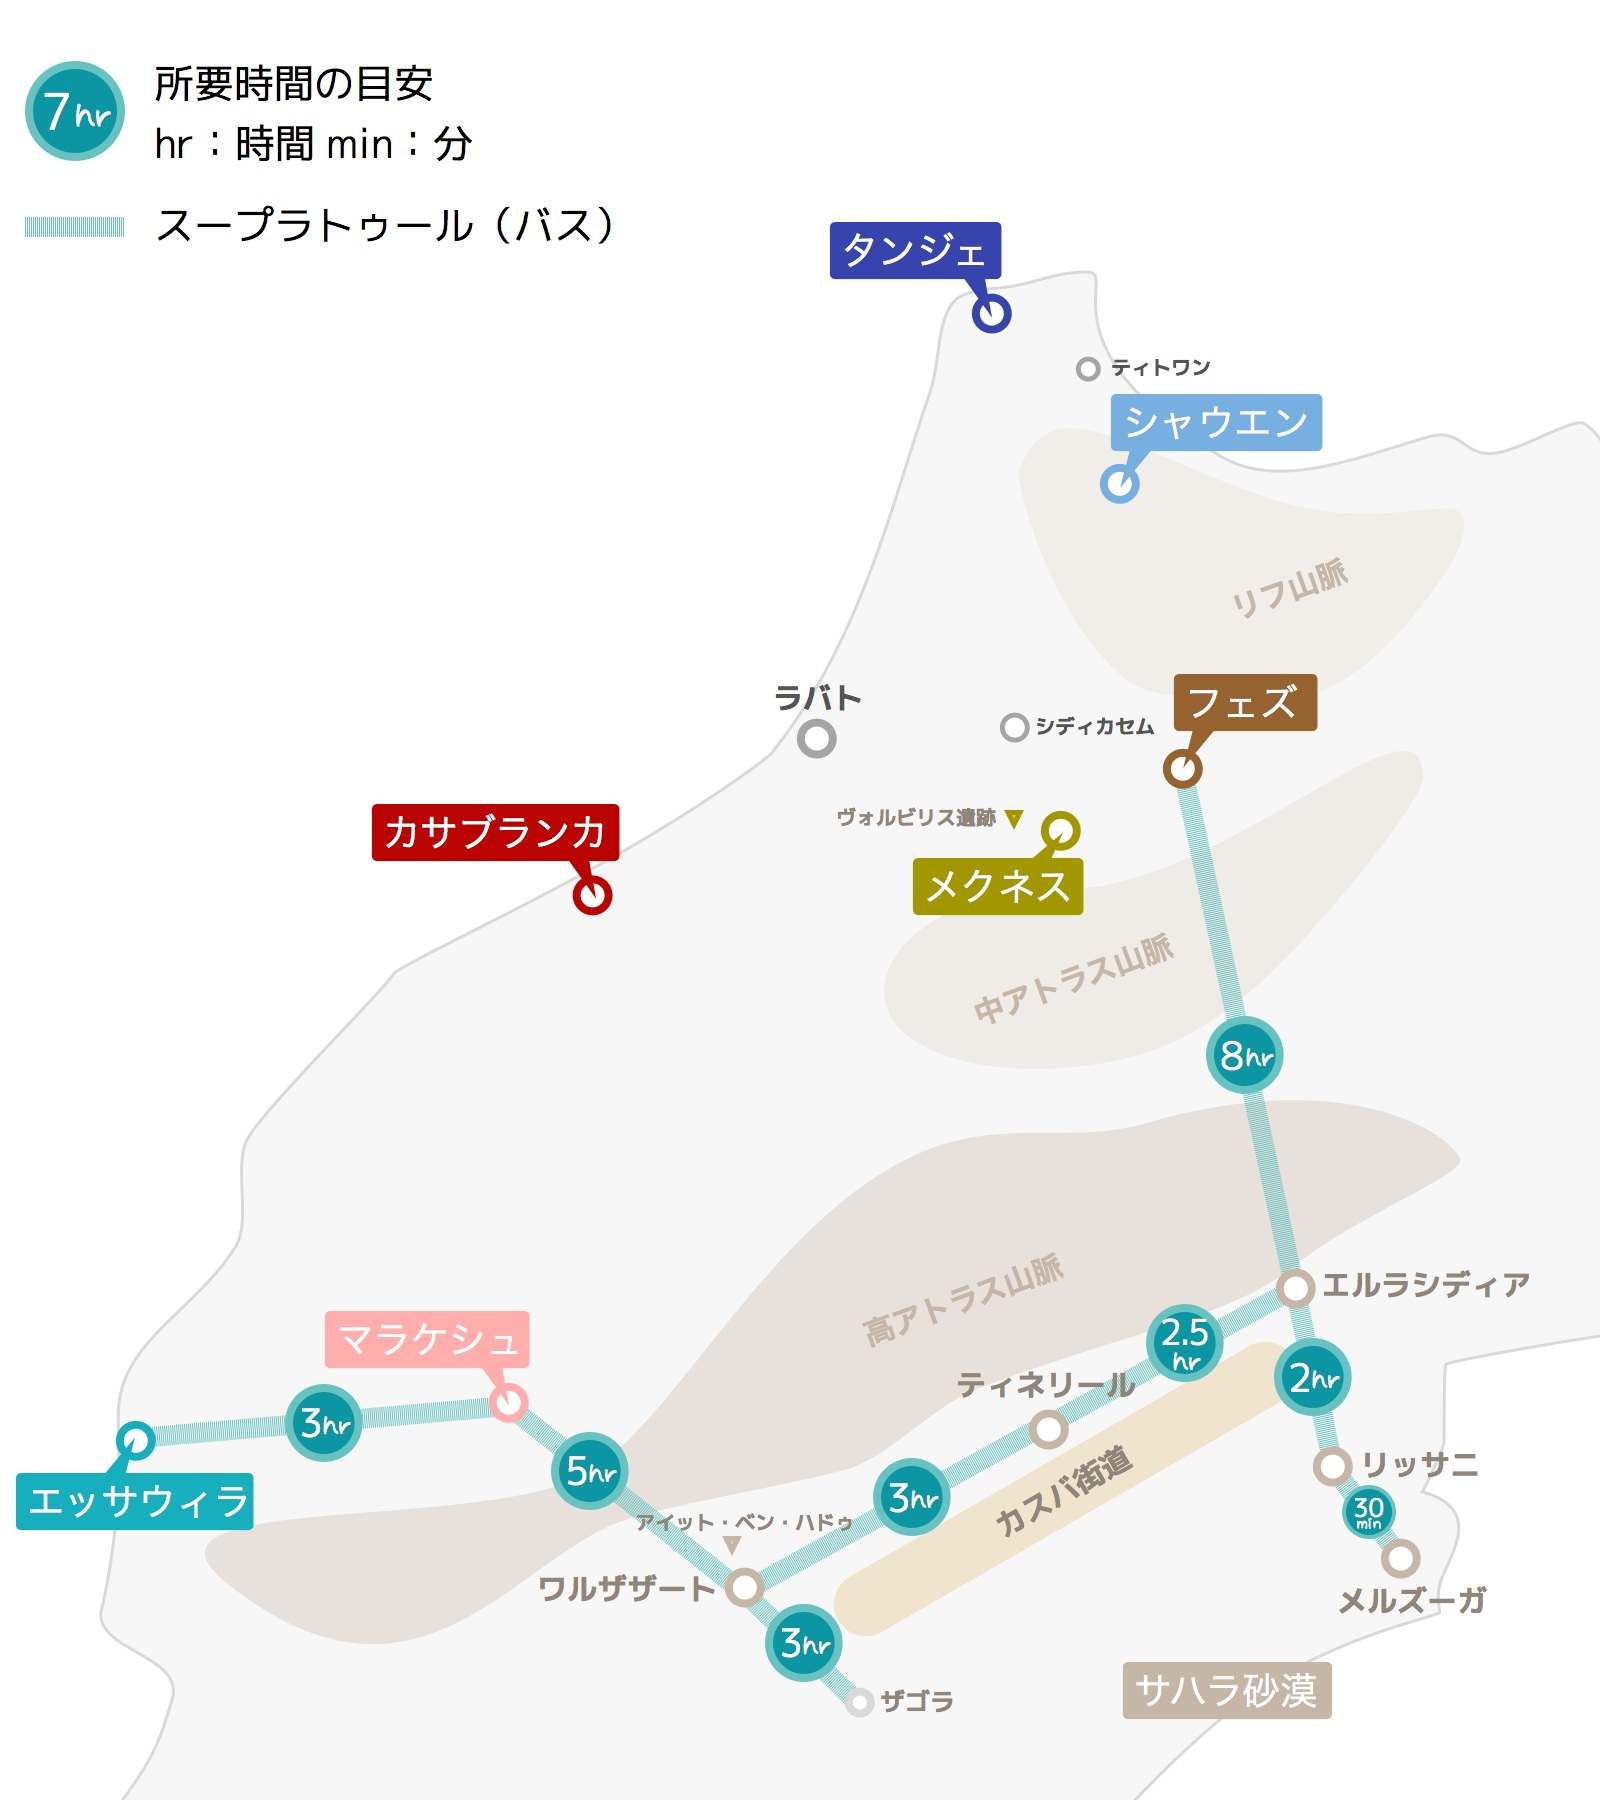 7hr
所要時間の目安
hr：時間 min：分
スープラトゥール（バス）
タンジェ
ティトワン
シャウエン
リフ山脈
ラバト
シディカセム
フェズ
カサブランカ
ヴォルビリス遺跡
メクネス
中アトラス山脈
8hr
高アトラス山脈
エルラシディア
マラケシュ
2.5
hr
2hr
ティネリール
3hr
5hr
リッサニ
エッサウィラ
3hr
カスバ街道
30
min
アイット・ベン・ハドゥ
ワルザザート
メルズーガ
3hr
ザゴラ
サハラ砂漠